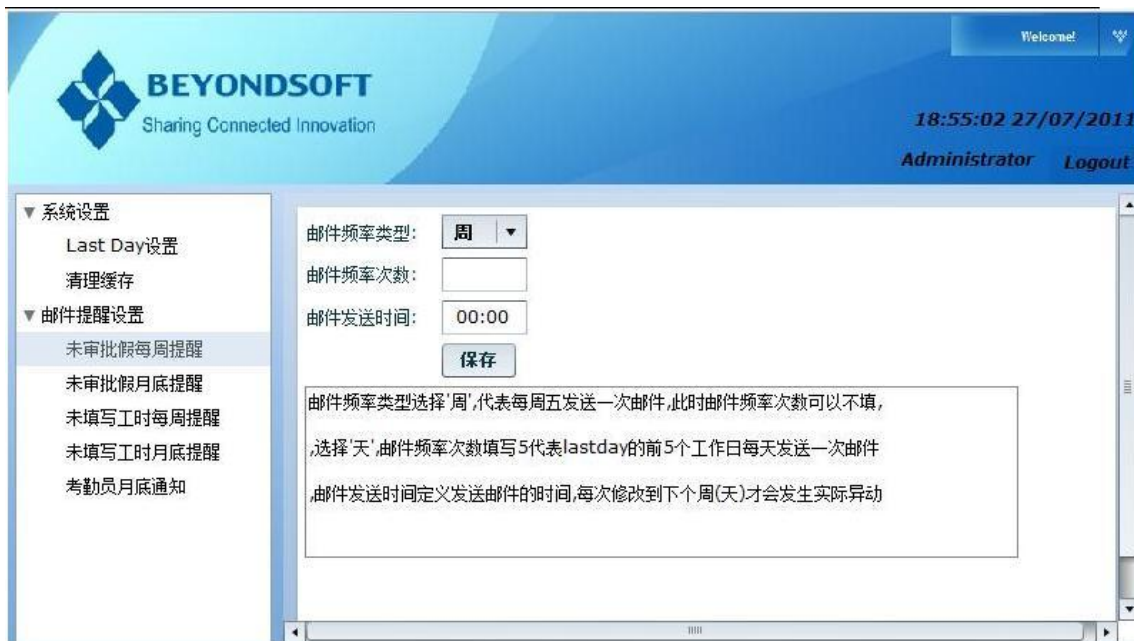 Welcome!
BEYONDSOFT
Sharing Connected Innovation
18:55:02 27/07/2011
Administrator Logout
系统设置
Last Day设置
清理缓存
邮件提醒设置
未审批假每周提醒
未审批假月底提醒
未填写工时每周提醒
未填写工时月底提醒
考勤员月底通知
邮件频率类型: 周
邮件频率次数:
邮件发送时间: 00:00
保存
邮件频率类型选择'周',代表每周五发送一次邮件,此时邮件频率次数可以不填,
,选择'天',邮件频率次数填写5代表lastday的前5个工作日每天发送一次邮件
,邮件发送时间定义发送邮件的时间,每次修改到下个周(天)才会发生实际异动